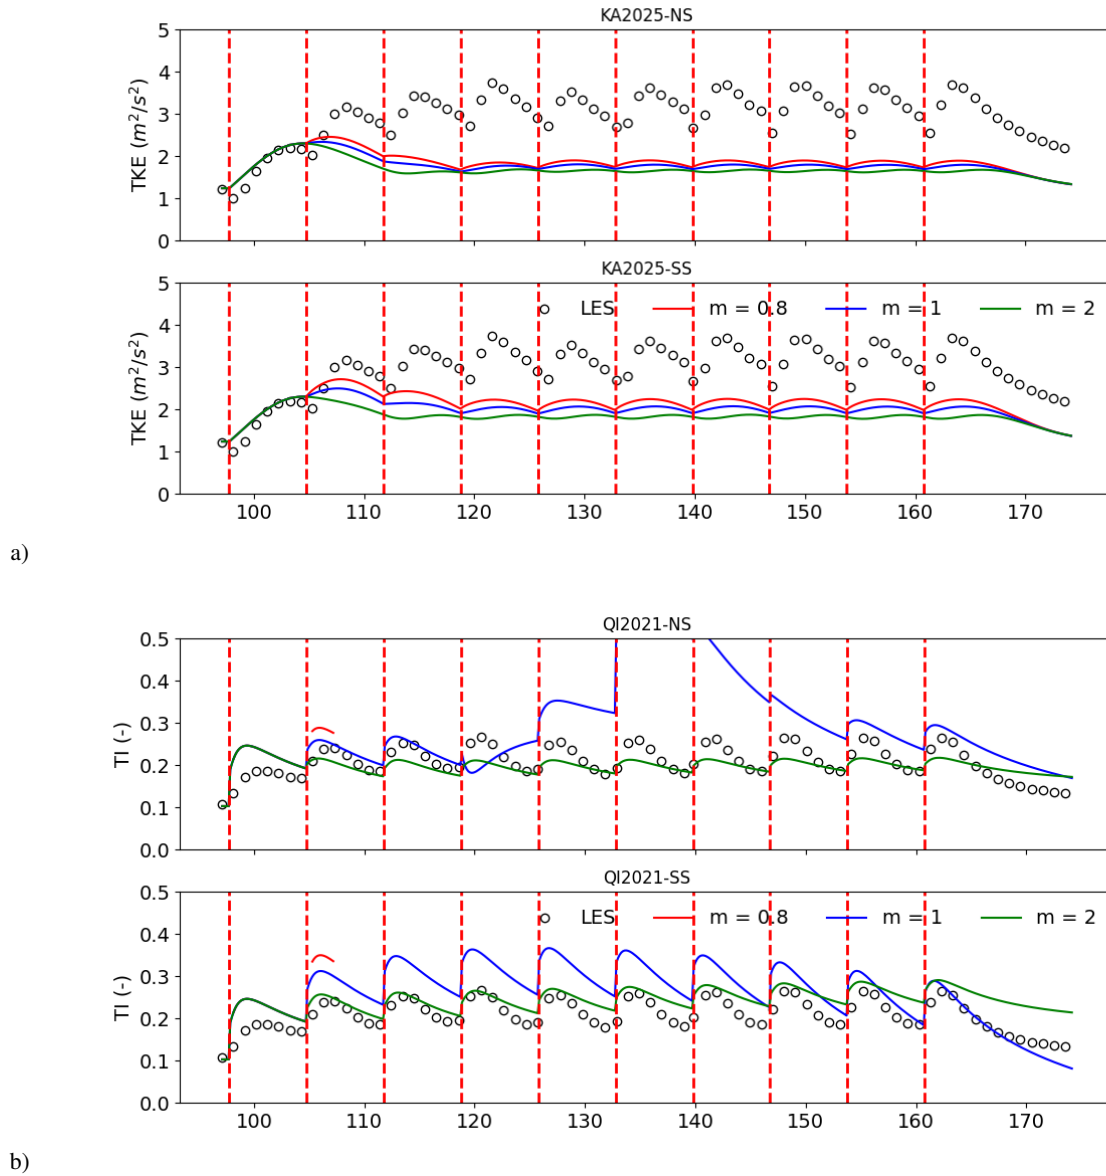 KA2025-NS
5
4
3
2
1
0
TKE (m²/s²)
KA2025-SS
LES m = 0.8 m = 1 m = 2
5
4
3
2
1
0
TKE (m²/s²)
100 110 120 130 140 150 160 170
a)
QI2021-NS
0.5
0.4
0.3
0.2
0.1
0.0
TI (-)
QI2021-SS
LES m = 0.8 m = 1 m = 2
0.5
0.4
0.3
0.2
0.1
0.0
TI (-)
100 110 120 130 140 150 160 170
b)